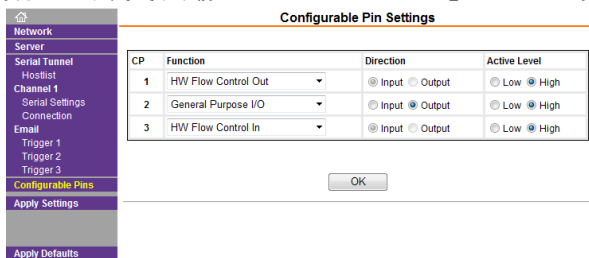 Configurable Pin Settings
Network
Server
Serial Tunnel
Hostlist
Channel 1
Serial Settings
Connection
Email
Trigger 1
Trigger 2
Trigger 3
Configurable Pins
Apply Settings
Apply Defaults
CP Function Direction Active Level
1 HW Flow Control Out Input Output Low High
2 General Purpose I/O Input Output Low High
3 HW Flow Control In Input Output Low High
OK